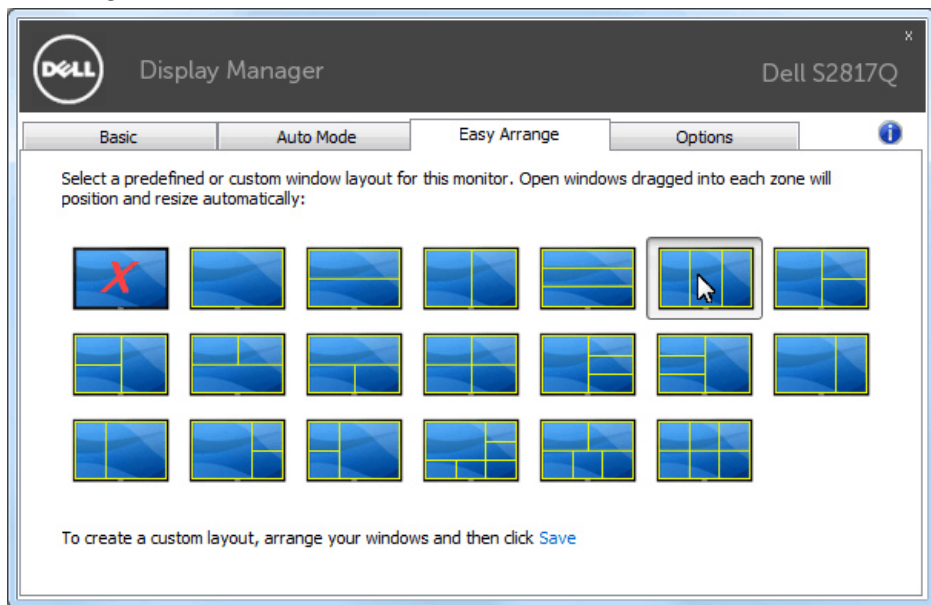 x
DELL
Display Manager
Dell S2817Q
Basic
Auto Mode
Easy Arrange
Options
i
Select a predefined or custom window layout for this monitor. Open windows dragged into each zone will
position and resize automatically:
X
To create a custom layout, arrange your windows and then click Save